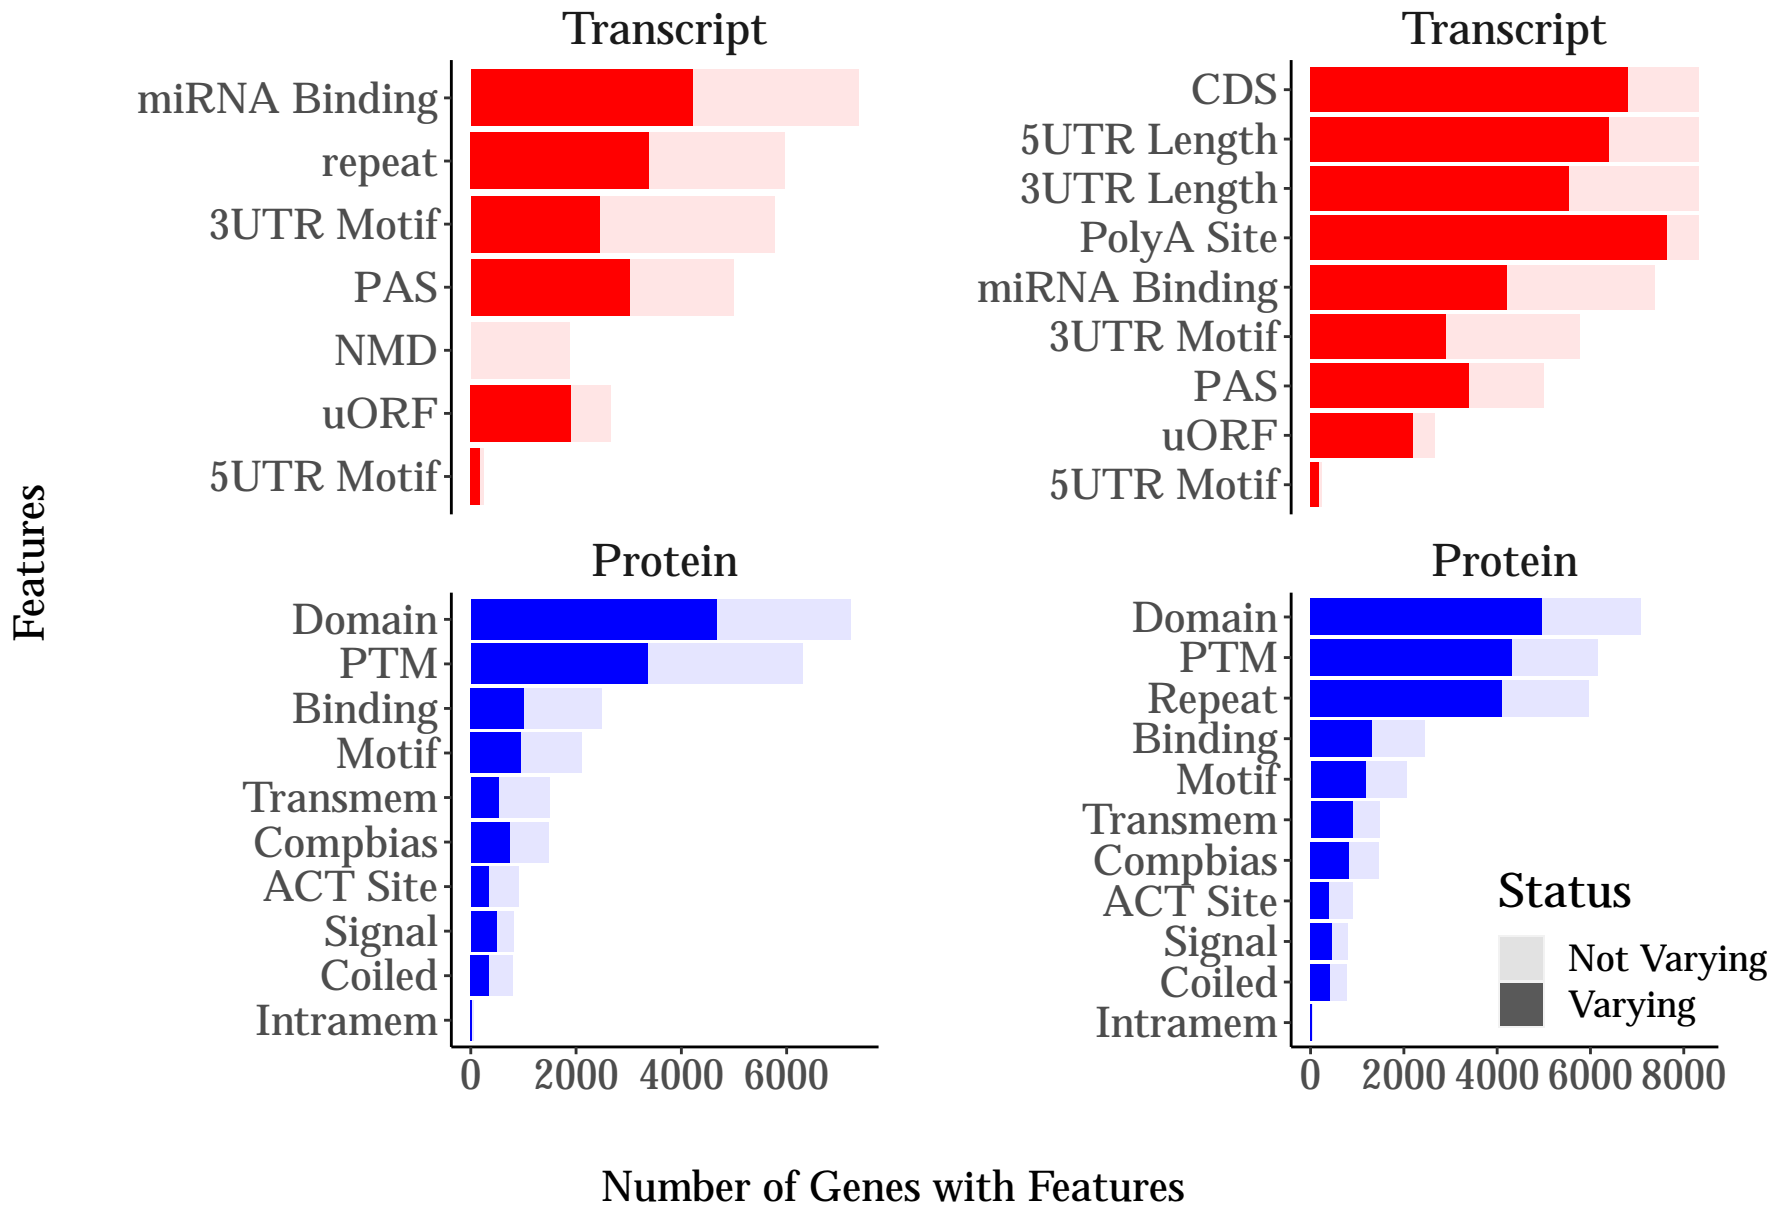 Transcript
miRNA Binding
repeat
3UTR Motif
PAS
NMD
uORF
5UTR Motif
Transcript
CDS
5UTR Length
3UTR Length
PolyA Site
miRNA Binding
3UTR Motif
PAS
uORF
5UTR Motif
Features
Protein
Domain
PTM
Binding
Motif
Transmem
Compbias
ACT Site
Signal
Coiled
Intramem
0 2000 4000 6000
Protein
Domain
PTM
Repeat
Binding
Motif
Transmem
Compbias
ACT Site
Signal
Coiled
Intramem
0 2000 4000 6000 8000
Status
Not Varying
Varying
Number of Genes with Features